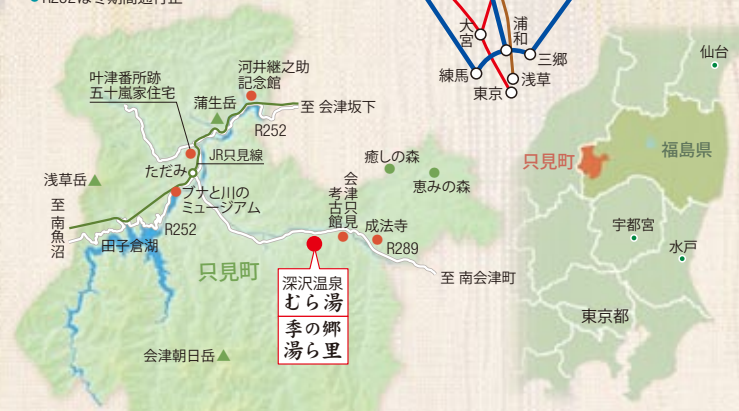 大宮
浦和
三郷
練馬
浅草
東京
仙台
叶津番所跡
五十嵐家住宅
河井継之助
記念館
蒲生岳
至 会津坂下
R252
JR只見線
ただみ
浅草岳
ブナと川の
ミュージアム
至 南魚沼
R252
田子倉湖
癒しの森
恵みの森
会津只見
考古館
成法寺
R289
至 南会津町
只見町
深沢温泉
むら湯
季の郷
湯ら里
会津朝日岳
只見町
福島県
宇都宮
水戸
東京都